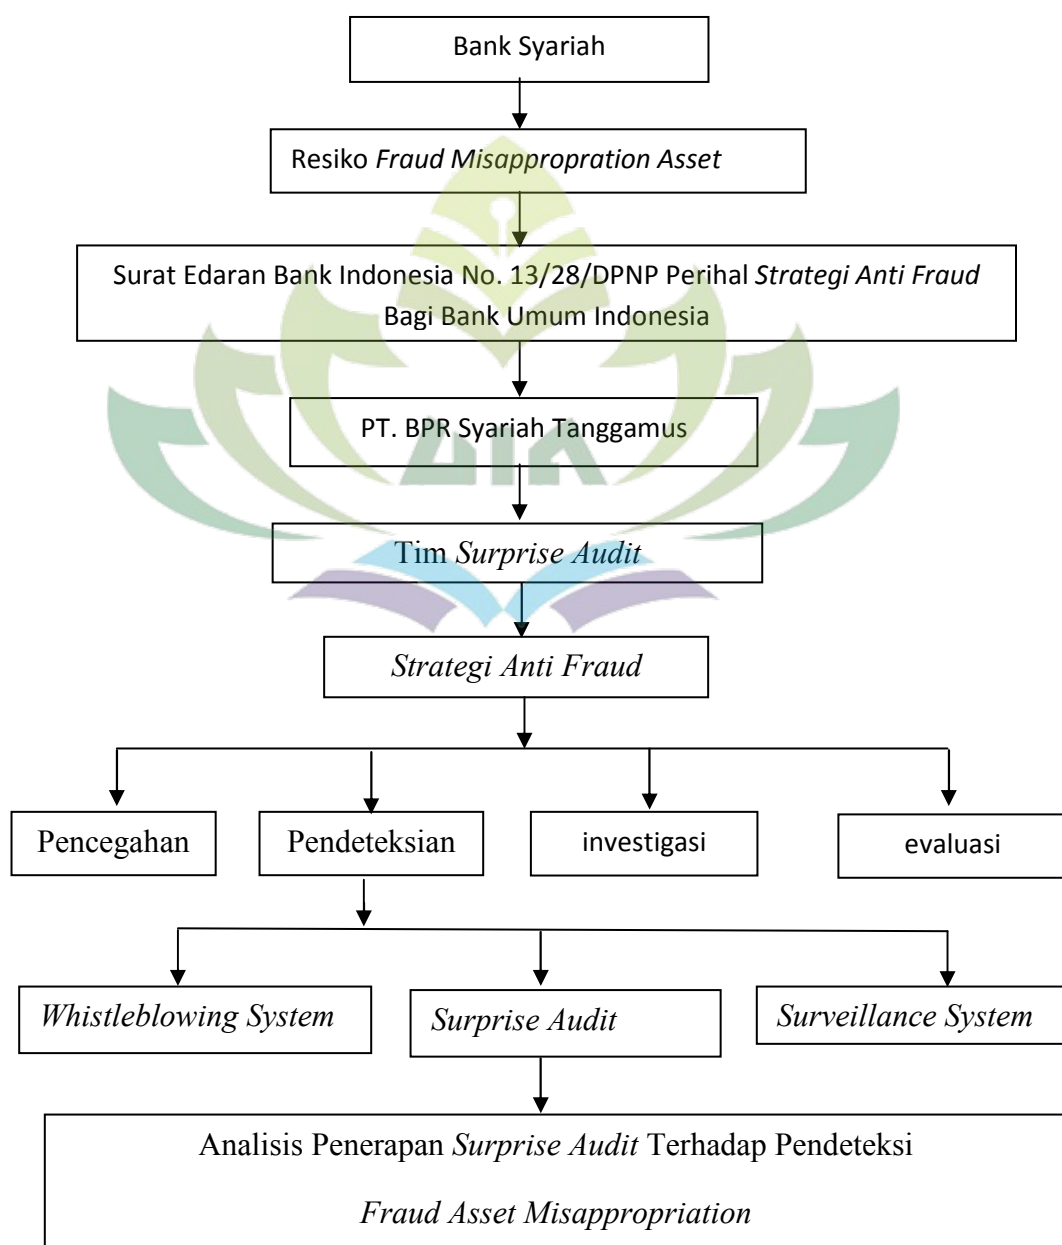 Bank Syariah
Resiko Fraud Misappropration Asset
Surat Edaran Bank Indonesia No. 13/28/DPNP Perihal Strategi Anti Fraud
Bagi Bank Umum Indonesia
PT. BPR Syariah Tanggamus
Tim Surprise Audit
Strategi Anti Fraud
Pencegahan
Pendeteksian
investigasi
evaluasi
Whistleblowing System
Surprise Audit
Surveillance System
Analisis Penerapan Surprise Audit Terhadap Pendeteksi
Fraud Asset Misappropriation